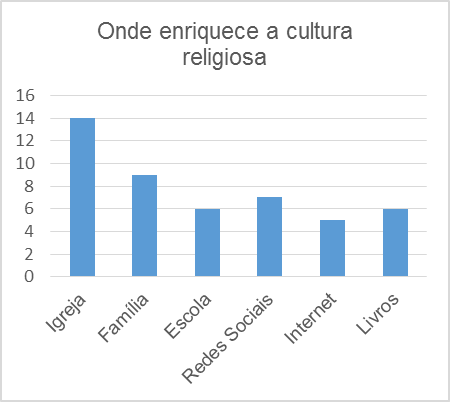 Onde enriquece a cultura
religiosa
16
14
12
10
8
6
4
2
0
Igreja
Família
Escola
Redes Sociais
Internet
Livros